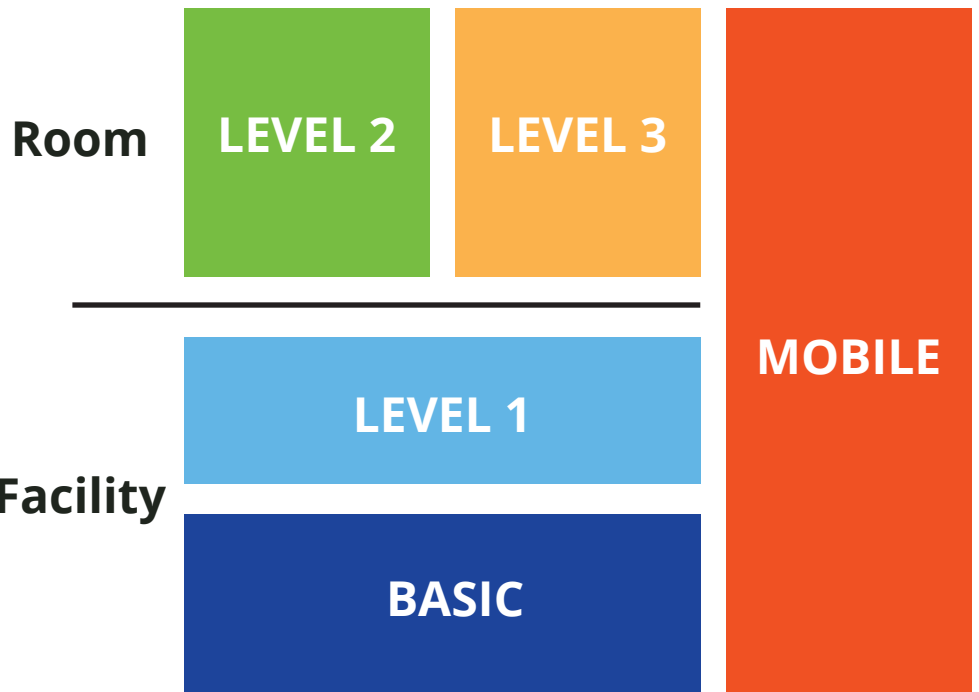 Room
LEVEL 2
LEVEL 3
MOBILE
LEVEL 1
Facility
BASIC